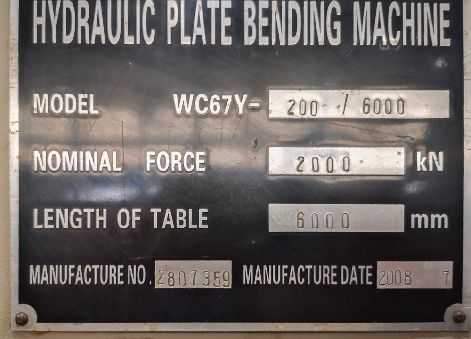 HYDRAULIC PLATE BENDING MACHINE
MODEL WC67Y- 200 / 6000
NOMINAL FORCE 2000 kN
LENGTH OF TABLE 6000 mm
MANUFACTURE NO. 2807359 MANUFACTURE DATE 2008 7